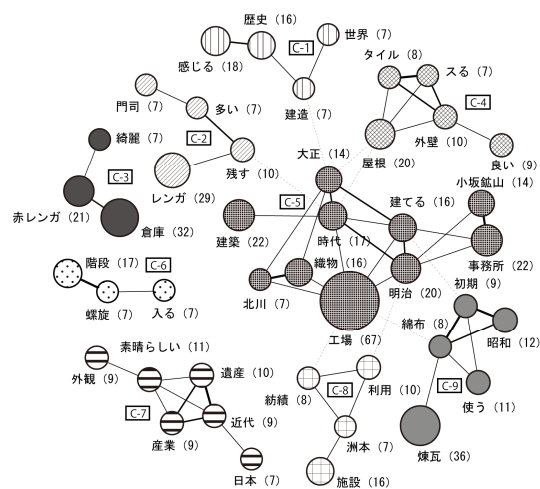 歴史 (16)
C-1
世界 (7)
感じる (18)
建造 (7)
タイル (8)
スる (7)
C-4
外壁 (10)
屋根 (20)
良い (9)
門司 (7)
多い (7)
C-2
残す (10)
レンガ (29)
綺麗 (7)
C-3
赤レンガ (21)
倉庫 (32)
大正 (14)
C-5
建てる (16)
小坂鉱山 (14)
建築 (22)
時代 (17)
織物 (16)
事務所 (22)
北川 (7)
明治 (20)
工場 (67)
階段 (17)
C-6
螺旋 (7)
入る (7)
初期 (9)
綿布 (8)
昭和 (12)
C-9
使う (11)
煉瓦 (36)
素晴らしい (11)
外観 (9)
遺産 (10)
C-7
近代 (9)
産業 (9)
日本 (7)
紡績 (8)
C-8
利用 (10)
洲本 (7)
施設 (16)